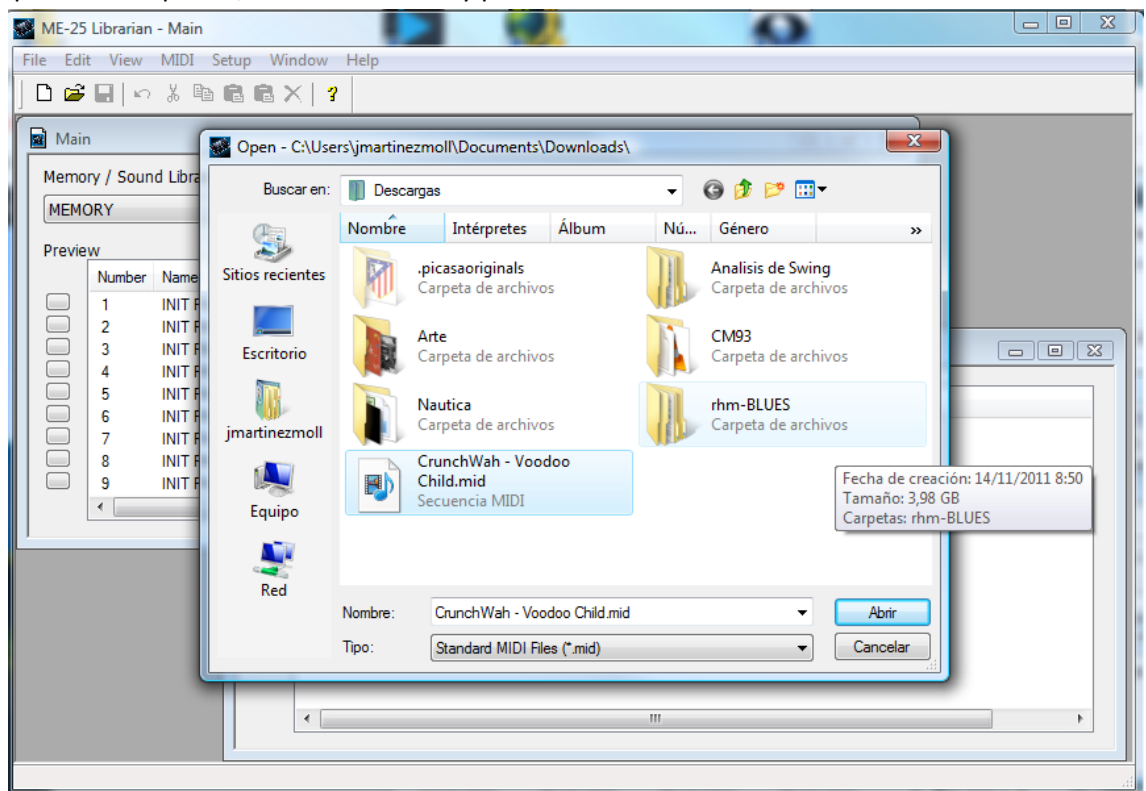 ME-25 Librarian - Main
File Edit View MIDI Setup Window Help
Main
Memory / Sound Libra
MEMORY
Preview
Number Name
1 INIT
2 INIT
3 INIT
4 INIT
5 INIT
6 INIT
7 INIT
8 INIT
9 INIT
Open - C:\Users\jmartinezmoll\Documents\Downloads\
Buscar en: Descargas
Nombre Intérpretes Álbum Nú... Género »
Sitios recientes
Escritorio
jmartinezmoll
Equipo
Red
.picasaoriginals
Carpeta de archivos
Analisis de Swing
Carpeta de archivos
Arte
Carpeta de archivos
CM93
Carpeta de archivos
Nautica
Carpeta de archivos
rhm-BLUES
Carpeta de archivos
CrunchWah - Voodoo
Child.mid
Secuencia MIDI
Fecha de creación: 14/11/2011 8:50
Tamaño: 3,98 GB
Carpetas: rhm-BLUES
Nombre: CrunchWah - Voodoo Child.mid Abrir
Tipo: Standard MIDI Files (*.mid) Cancelar